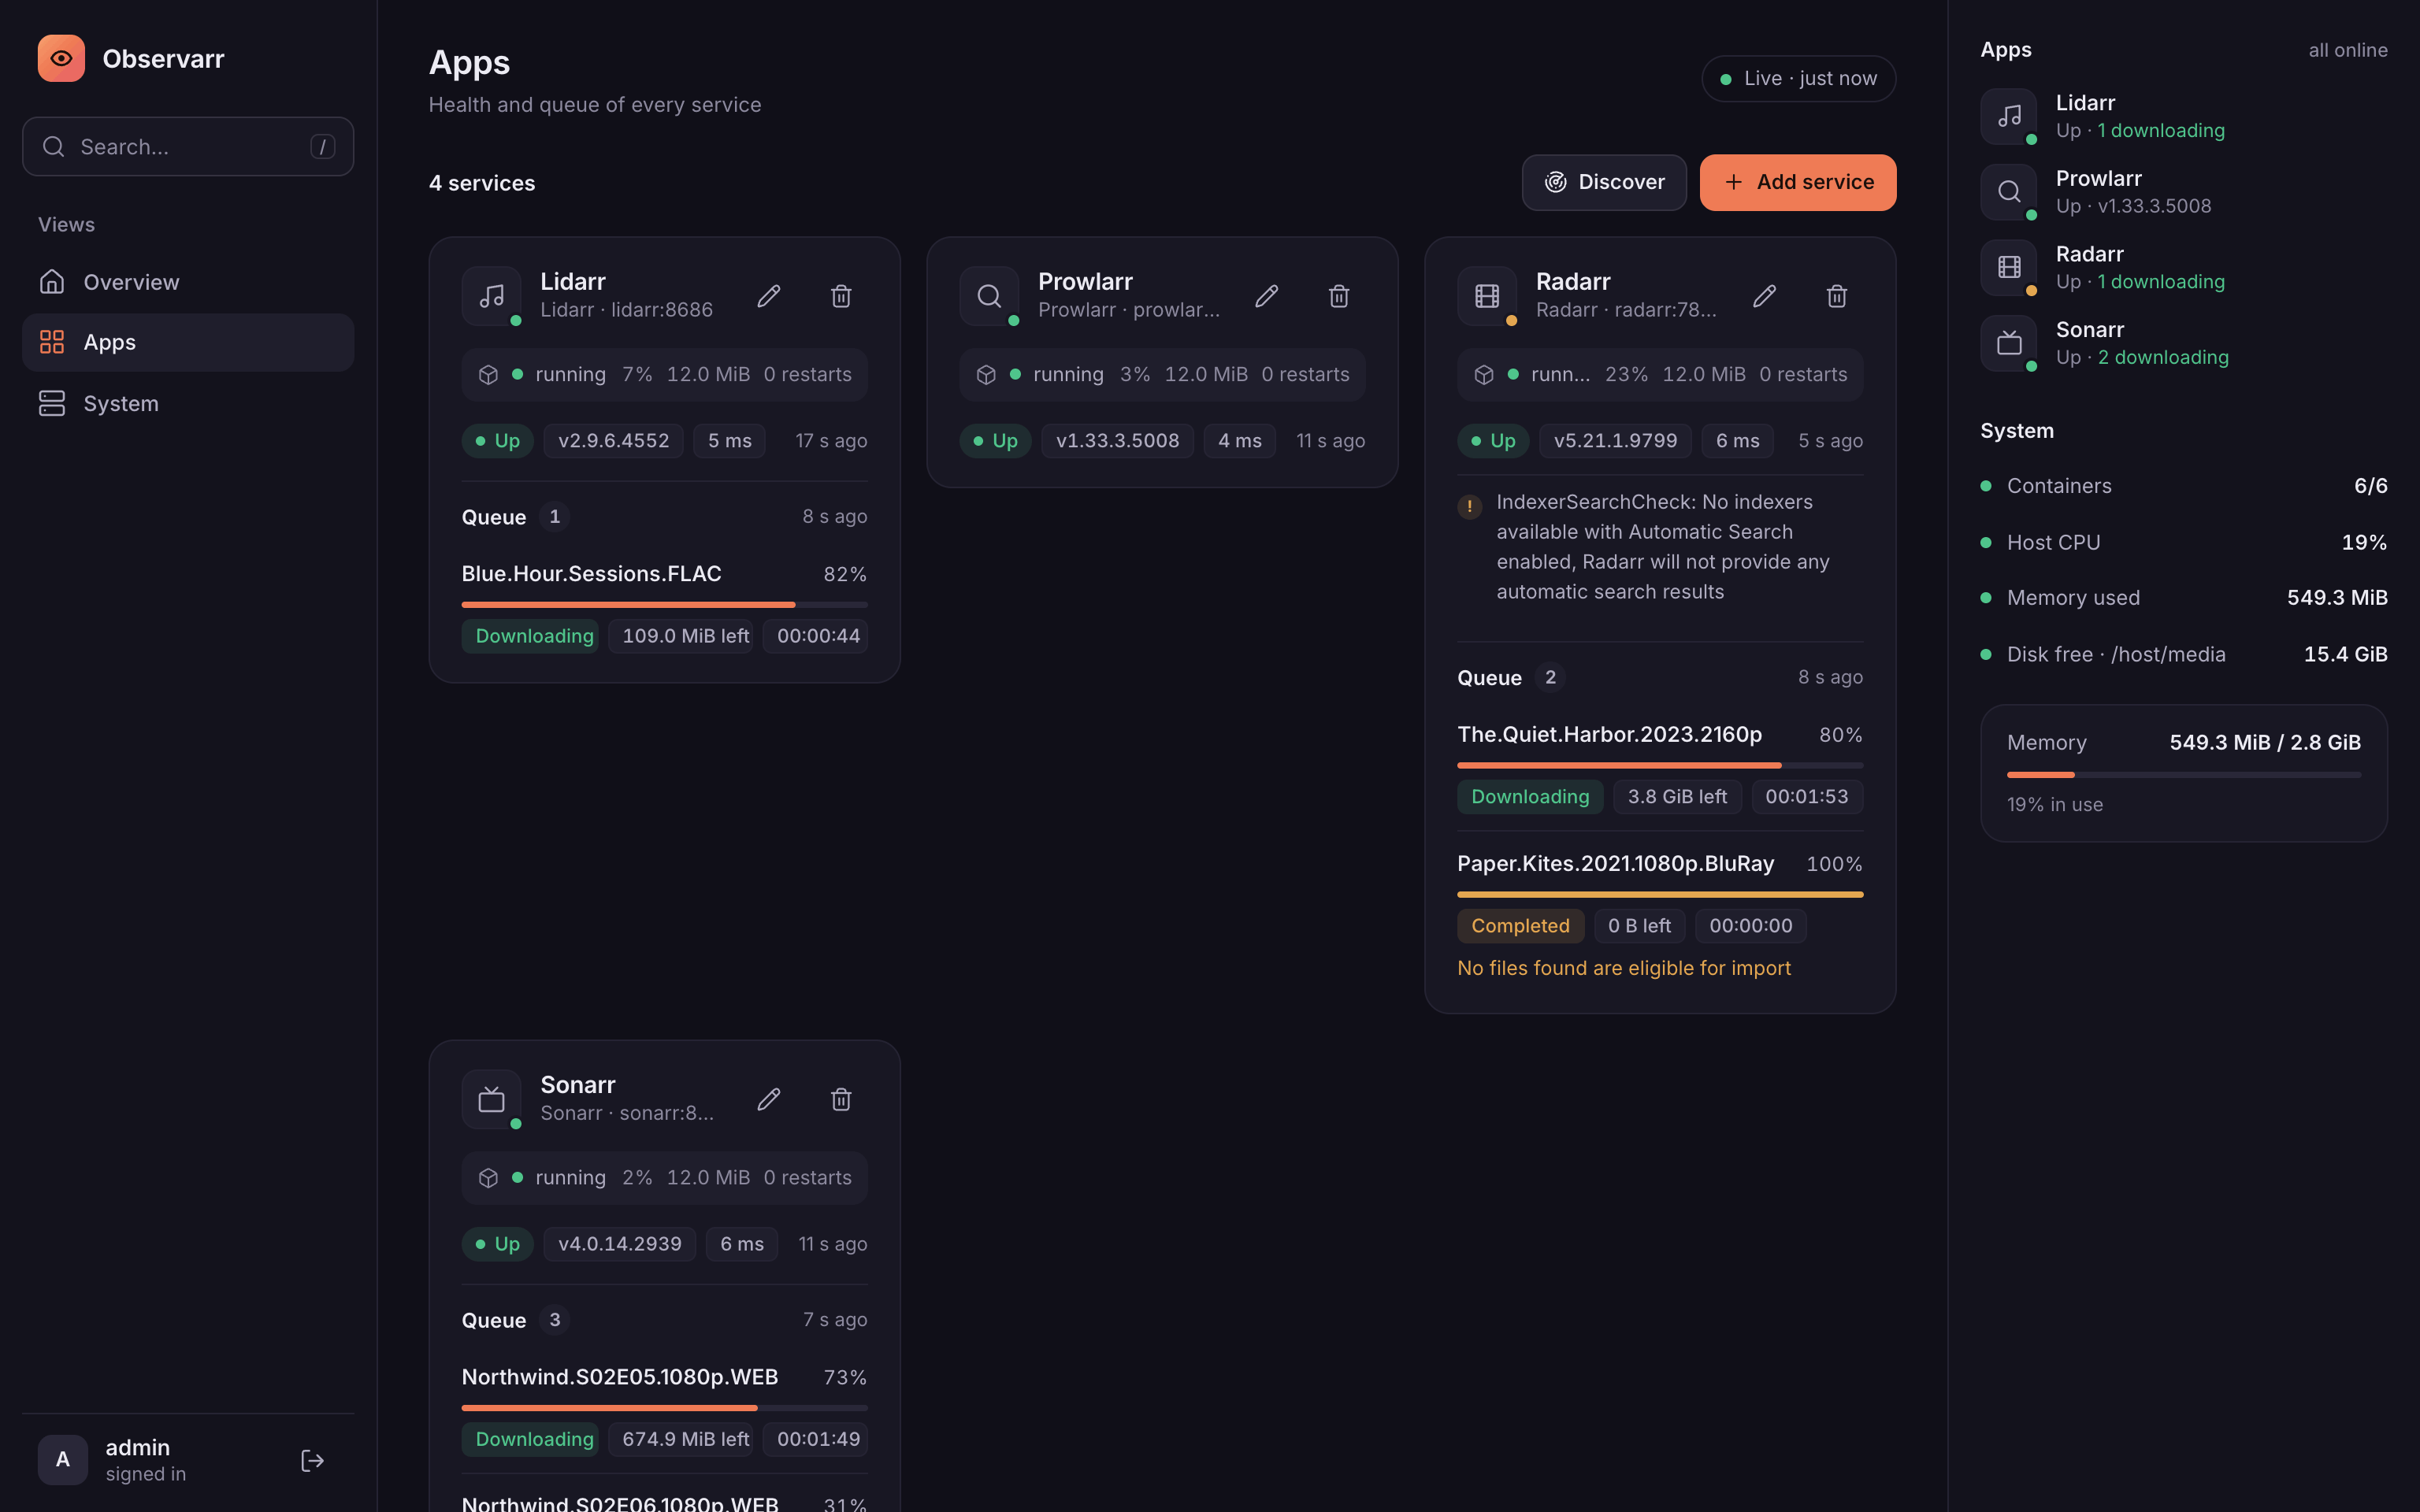 Observarr
Search...
/
Views
Overview
Apps
System
A
admin
signed in
Apps
Health and queue of every service
Live · just now
4 services
Discover
Add service
Lidarr
Lidarr · lidarr:8686
running 7% 12.0 MiB 0 restarts
Up v2.9.6.4552 5 ms 17 s ago
Queue 1 8 s ago
Blue.Hour.Sessions.FLAC 82%
Downloading 109.0 MiB left 00:00:44
Prowlarr
Prowlarr · prowlar...
running 3% 12.0 MiB 0 restarts
Up v1.33.3.5008 4 ms 11 s ago
Radarr
Radarr · radarr:78...
runn... 23% 12.0 MiB 0 restarts
Up v5.21.1.9799 6 ms 5 s ago
! IndexerSearchCheck: No indexers
available with Automatic Search
enabled, Radarr will not provide any
automatic search results
Queue 2 8 s ago
The.Quiet.Harbor.2023.2160p 80%
Downloading 3.8 GiB left 00:01:53
Paper.Kites.2021.1080p.BluRay 100%
Completed 0 B left 00:00:00
No files found are eligible for import
Sonarr
Sonarr · sonarr:8...
running 2% 12.0 MiB 0 restarts
Up v4.0.14.2939 6 ms 11 s ago
Queue 3 7 s ago
Northwind.S02E05.1080p.WEB 73%
Downloading 674.9 MiB left 00:01:49
Northwind.S02E06.1080p.WEB 31%
Apps all online
Lidarr
Up · 1 downloading
Prowlarr
Up · v1.33.3.5008
Radarr
Up · 1 downloading
Sonarr
Up · 2 downloading
System
Containers 6/6
Host CPU 19%
Memory used 549.3 MiB
Disk free · /host/media 15.4 GiB
Memory 549.3 MiB / 2.8 GiB
19% in use